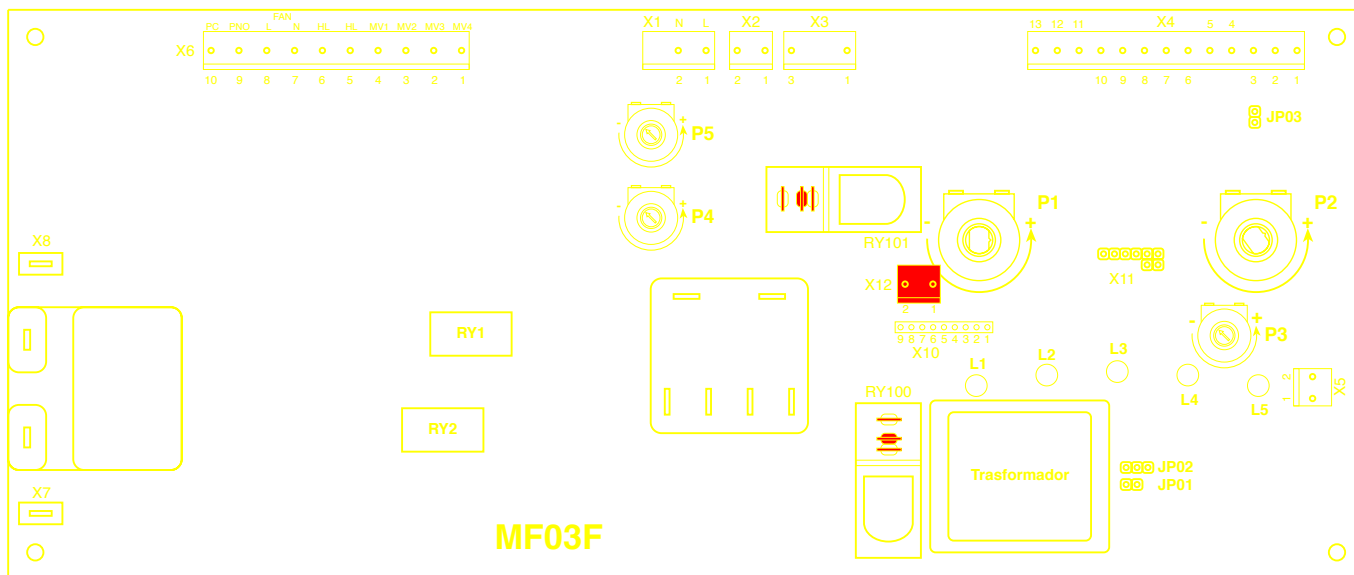 FAN
PC PNO L N HL HL MV1 MV2 MV3 MV4
X6
10 9 8 7 6 5 4 3 2 1
X1 N L
2 1
X2
2 1
X3
3 1
13 12 11 X4 5 4
10 9 8 7 6 3 2 1
JP03
- + P5
- + P4
RY101
- + P1
- + P2
X8
X11
X12
2 1
9 8 7 6 5 4 3 2 1
X10
- + P3
RY1
L1 L2 L3
L4 L5
2 1 X5
RY100
RY2
Trasformador
JP02
JP01
X7
MF03F